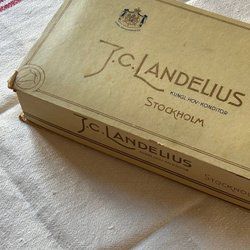 J.C. LANDELIUS
KUNGL. HOV-KONDITOR
STOCKHOLM
J.C. LANDELIUS
STOCKHOLM